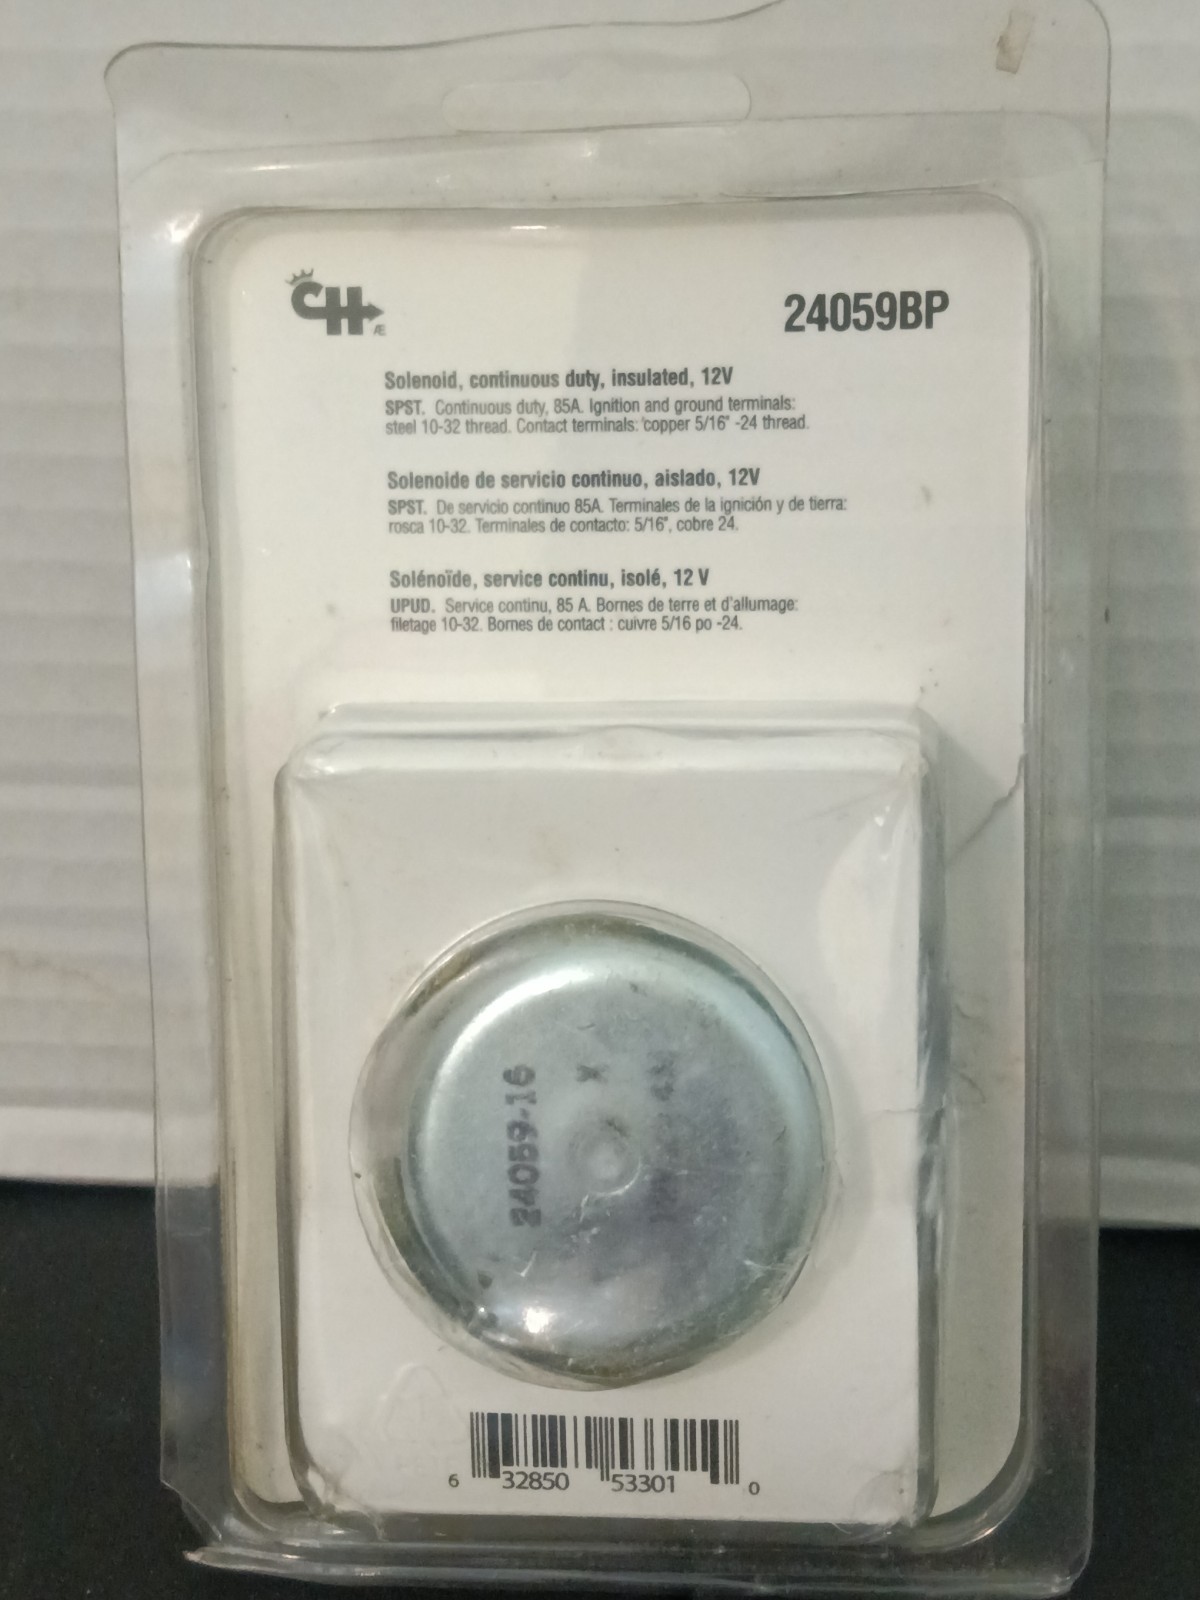 CH
Æ
24059BP
Solenoid, continuous duty, insulated, 12V
SPST. Continuous duty, 85A. Ignition and ground terminals:
steel 10-32 thread. Contact terminals: copper 5/16" -24 thread.
Solenoide de servicio continuo, aislado, 12V
SPST. De servicio continuo 85A. Terminales de la ignición y de tierra:
rosca 10-32. Terminales de contacto: 5/16", cobre 24.
Solénoïde, service continu, isolé, 12 V
UPUD. Service continu, 85 A. Bornes de terre et d'allumage:
filetage 10-32. Bornes de contact : cuivre 5/16 po -24.
24059-16
X
6 32850 53301 0